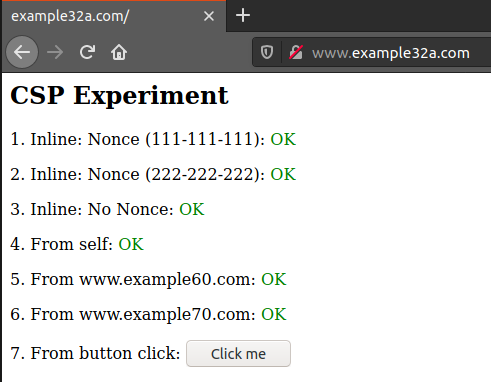 example32a.com/
www.example32a.com
CSP Experiment
1. Inline: Nonce (111-111-111): OK
2. Inline: Nonce (222-222-222): OK
3. Inline: No Nonce: OK
4. From self: OK
5. From www.example60.com: OK
6. From www.example70.com: OK
7. From button click: Click me